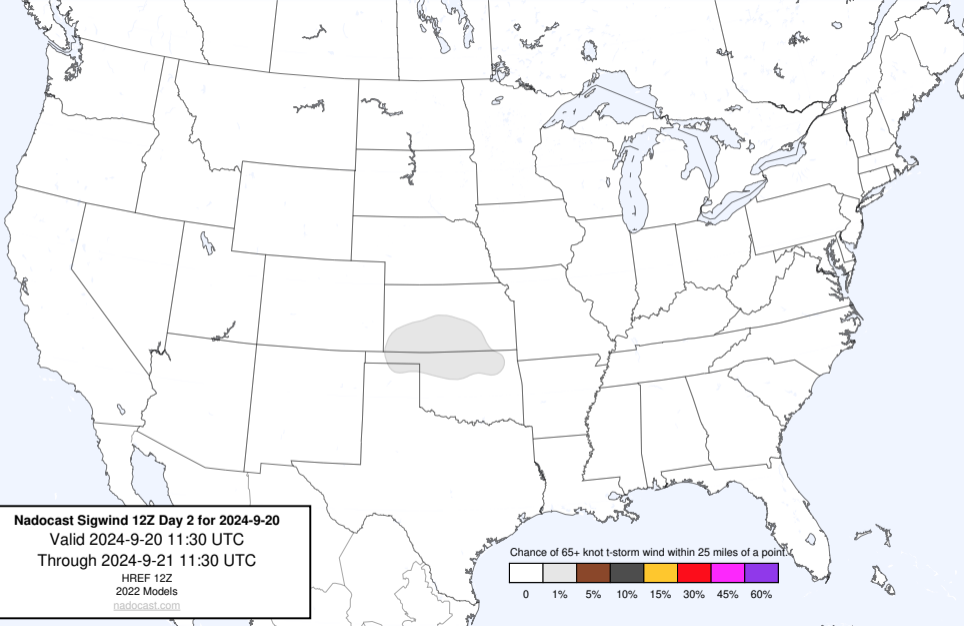 Nadocast Sigwind 12Z Day 2 for 2024-9-20
Valid 2024-9-20 11:30 UTC
Through 2024-9-21 11:30 UTC
HREF 12Z
2022 Models
nadocast.com
Chance of 65+ knot t-storm wind within 25 miles of a point.
0 1% 5% 10% 15% 30% 45% 60%